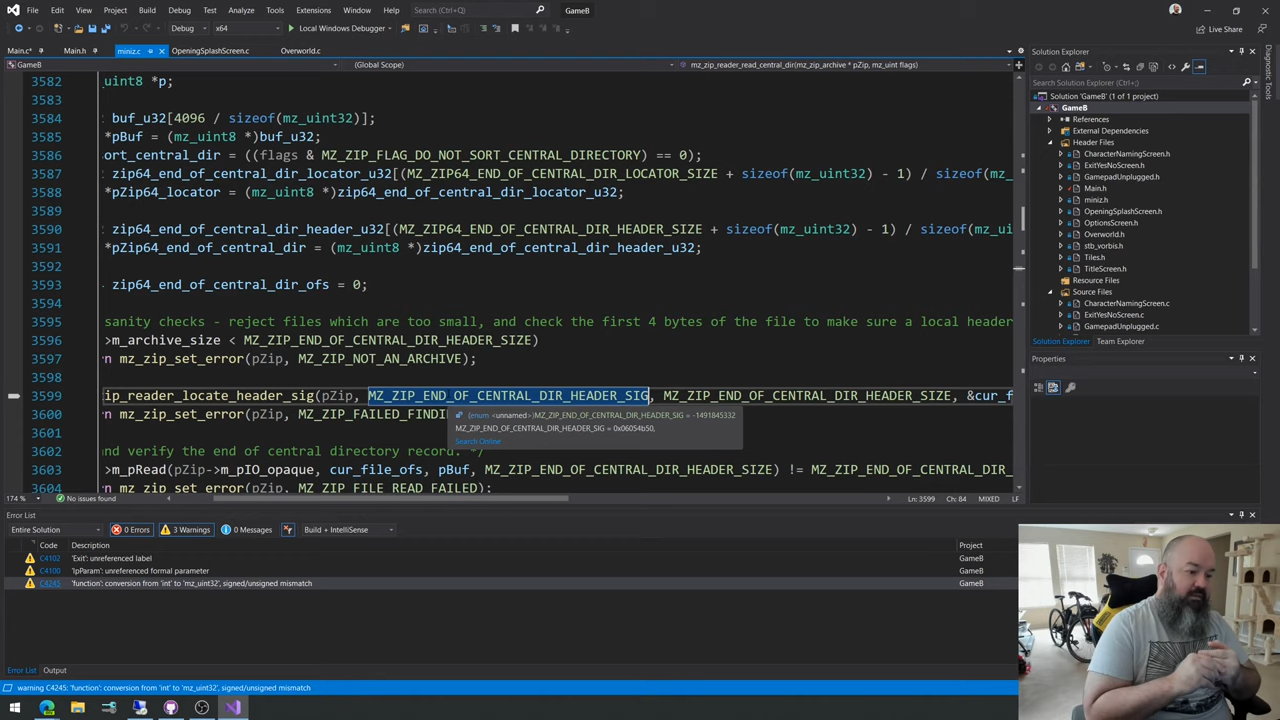 File Edit View Project Build Debug Test Analyze Tools Extensions Window Help Search (Ctrl+;) GameB
Debug x64 Local Windows Debugger Live Share
Main.c* Main.h miniz.c OpeningSplashScreen.c Overworld.c
GameB (Global Scope) mz_zip_reader_read_central_dir(mz_zip_archive * pZip, mz_uint flags)
3582 uint8 *p;
3583
3584 buf_u32[4096 / sizeof(mz_uint32)];
3585 *pBuf = (mz_uint8 *)buf_u32;
3586 ort_central_dir = ((flags & MZ_ZIP_FLAG_DO_NOT_SORT_CENTRAL_DIRECTORY) == 0);
3587 zip64_end_of_central_dir_locator_u32[(MZ_ZIP64_END_OF_CENTRAL_DIR_LOCATOR_SIZE + sizeof(mz_uint32) - 1) / sizeof(mz_ui
3588 *pZip64_locator = (mz_uint8 *)zip64_end_of_central_dir_locator_u32;
3589
3590 zip64_end_of_central_dir_header_u32[(MZ_ZIP64_END_OF_CENTRAL_DIR_HEADER_SIZE + sizeof(mz_uint32) - 1) / sizeof(mz_uin
3591 *pZip64_end_of_central_dir = (mz_uint8 *)zip64_end_of_central_dir_header_u32;
3592
3593 zip64_end_of_central_dir_ofs = 0;
3594
3595 sanity checks - reject files which are too small, and check the first 4 bytes of the file to make sure a local header
3596 >m_archive_size < MZ_ZIP_END_OF_CENTRAL_DIR_HEADER_SIZE)
3597 n mz_zip_set_error(pZip, MZ_ZIP_NOT_AN_ARCHIVE);
3598
3599 ip_reader_locate_header_sig(pZip, MZ_ZIP_END_OF_CENTRAL_DIR_HEADER_SIG, MZ_ZIP_END_OF_CENTRAL_DIR_HEADER_SIZE, &cur_f
3600 n mz_zip_set_error(pZip, MZ_ZIP_FAILED_FINDI
(enum <unnamed>)MZ_ZIP_END_OF_CENTRAL_DIR_HEADER_SIG = -1491845332
MZ_ZIP_END_OF_CENTRAL_DIR_HEADER_SIG = 0x06054b50,
Search Online
3601
3602 and verify the end of central directory record. */
3603 >m_pRead(pZip->m_pIO_opaque, cur_file_ofs, pBuf, MZ_ZIP_END_OF_CENTRAL_DIR_HEADER_SIZE) != MZ_ZIP_END_OF_CENTRAL_DIR_
3604 n mz_zip_set_error(pZip, MZ_ZIP_FILE_READ_FAILED);
174 % No issues found Ln: 3599 Ch: 84 MIXED LF
Solution Explorer
Search Solution Explorer (Ctrl+;)
Solution 'GameB' (1 of 1 project)
GameB
References
External Dependencies
Header Files
CharacterNamingScreen.h
ExitYesNoScreen.h
GamepadUnplugged.h
Main.h
miniz.h
OpeningSplashScreen.h
OptionsScreen.h
Overworld.h
stb_vorbis.h
Tiles.h
TitleScreen.h
Resource Files
Source Files
CharacterNamingScreen.c
ExitYesNoScreen.c
GamepadUnplugged.c
Solution Explorer Team Explorer
Properties
Diagnostic Tools
Error List
Entire Solution 0 Errors 3 Warnings 0 Messages Build + IntelliSense
Code Description Project
C4102 'Exit': unreferenced label GameB
C4100 'lpParam': unreferenced formal parameter GameB
C4245 'function': conversion from 'int' to 'mz_uint32', signed/unsigned mismatch GameB
Error List Output
warning C4245: 'function': conversion from 'int' to 'mz_uint32', signed/unsigned mismatch